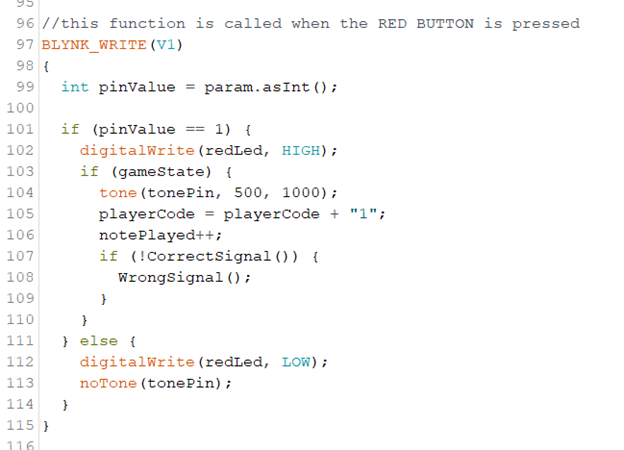 95
96 //this function is called when the RED BUTTON is pressed
97 BLYNK_WRITE(V1)
98 {
99   int pinValue = param.asInt();
100
101   if (pinValue == 1) {
102     digitalWrite(redLed, HIGH);
103     if (gameState) {
104       tone(tonePin, 500, 1000);
105       playerCode = playerCode + "1";
106       notePlayed++;
107       if (!CorrectSignal()) {
108         WrongSignal();
109       }
110     }
111   } else {
112     digitalWrite(redLed, LOW);
113     noTone(tonePin);
114   }
115 }
116